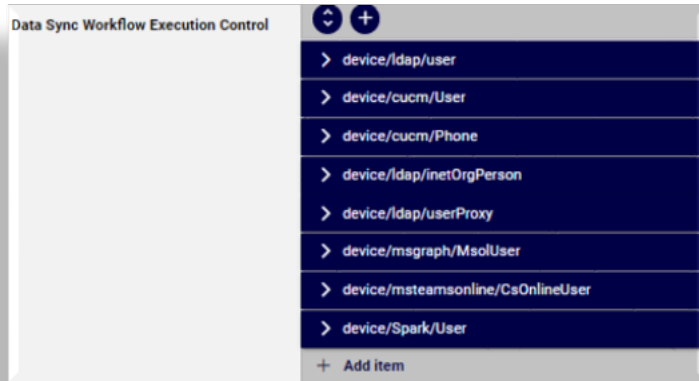 Data Sync Workflow Execution Control
device/ldap/user
device/cucm/User
device/cucm/Phone
device/ldap/inetOrgPerson
device/ldap/userProxy
device/msgraph/MsolUser
device/msteamsonline/CsOnlineUser
device/Spark/User
+ Add item